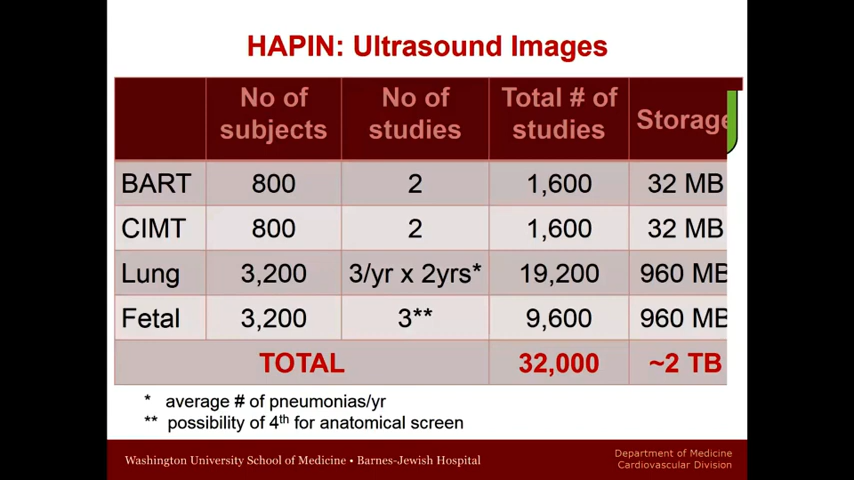 HAPIN: Ultrasound Images
No of subjects No of studies Total # of studies Storage
BART 800 2 1,600 32 MB
CIMT 800 2 1,600 32 MB
Lung 3,200 3/yr x 2yrs* 19,200 960 MB
Fetal 3,200 3** 9,600 960 MB
TOTAL 32,000 ~2 TB
* average # of pneumonias/yr
** possibility of 4th for anatomical screen
Washington University School of Medicine • Barnes-Jewish Hospital
Department of Medicine
Cardiovascular Division